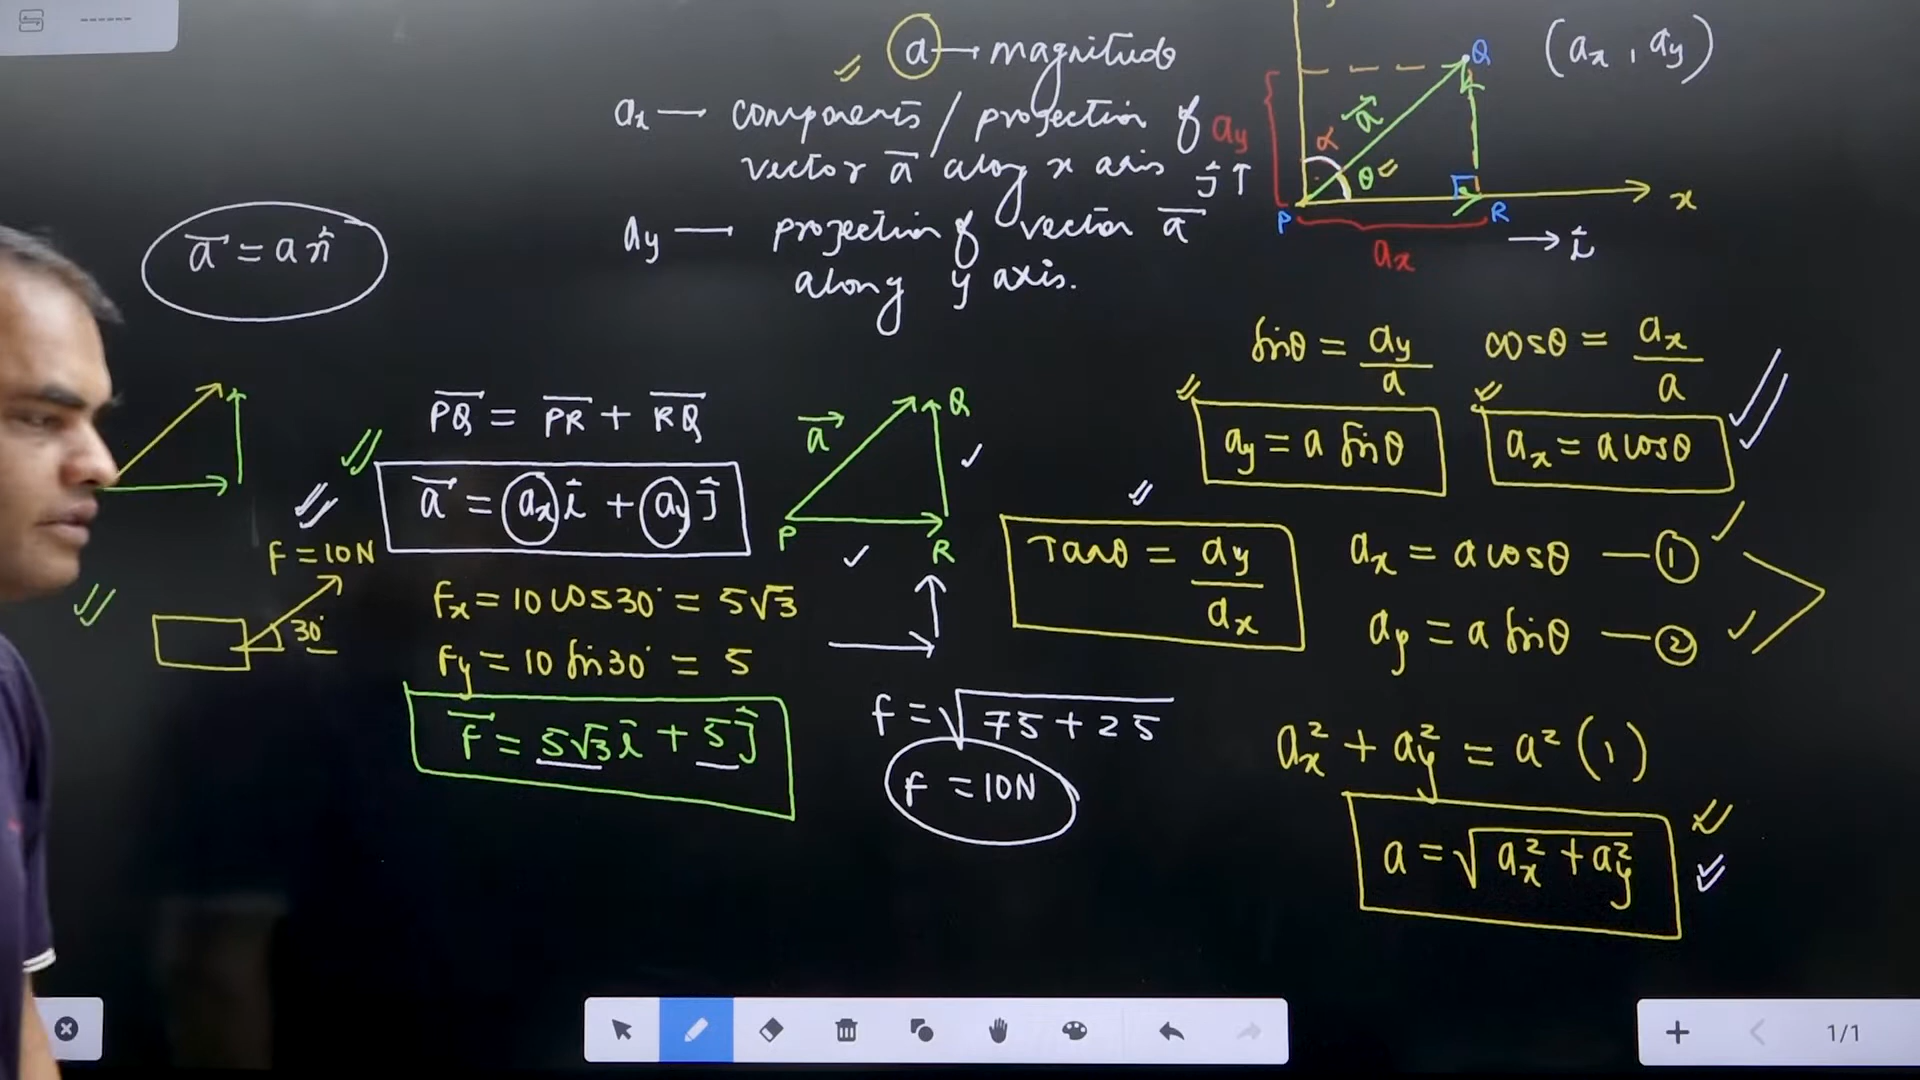 a → magnitude
ax — components / projection of
vector a⃗ along x axis
ay — projection of vector a⃗
along y axis.
a⃗ = a n̂
Q (ax , ay)
ay a⃗
α θ
ĵ ↑
P R x
ax → î
sinθ = ay/a cosθ = ax/a
ay = a sinθ ax = a cosθ
PQ⃗ = PR⃗ + RQ⃗
a⃗ = ax î + ay ĵ
a⃗ Q
P R
F = 10N
30°
Fx = 10 cos30° = 5√3
Fy = 10 sin30° = 5
F⃗ = 5√3 î + 5 ĵ
f = √75 + 25
f = 10N
Tanθ = ay/ax
ax = a cosθ — ①
ay = a sinθ — ②
ax² + ay² = a² (1)
a = √ax² + ay²
1/1